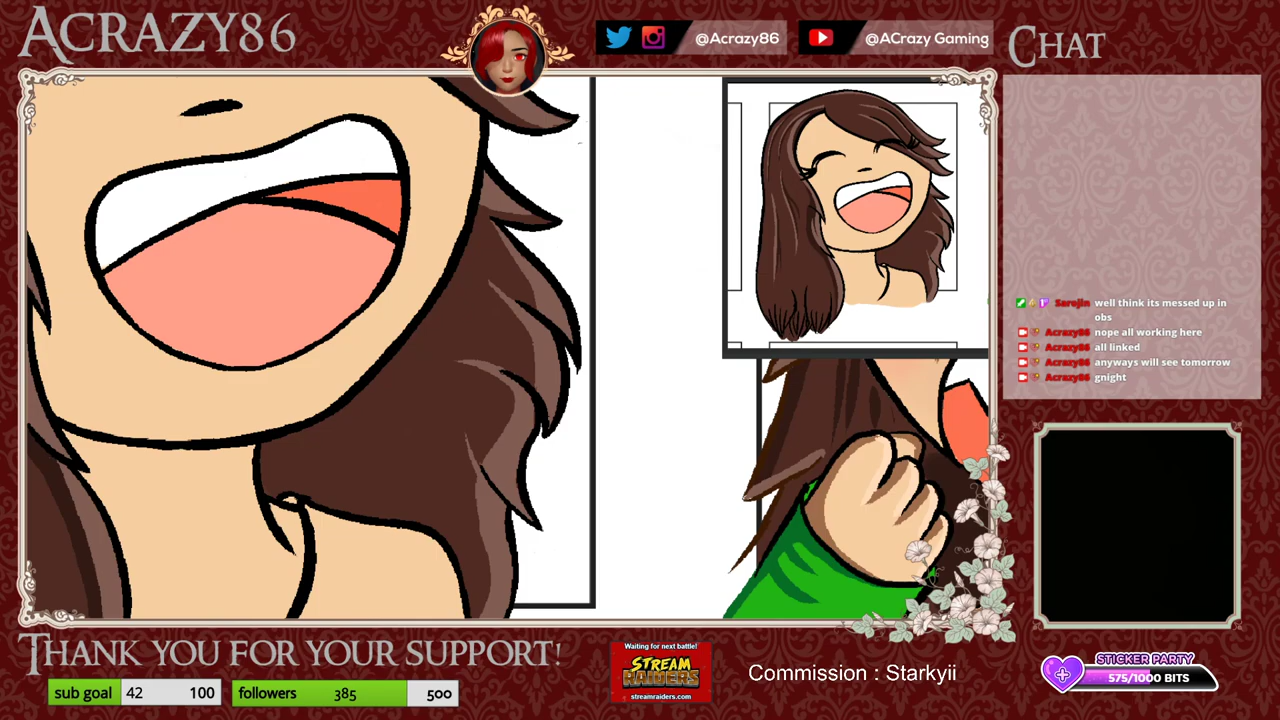 ACRAZY86
@Acrazy86
@ACrazy Gaming
CHAT
Sarojin well think its messed up in
obs
Acrazy86 nope all working here
Acrazy86 all linked
Acrazy86 anyways will see tomorrow
Acrazy86 gnight
THANK YOU FOR YOUR SUPPORT!
sub goal 42 100
followers 385 500
Waiting for next battle!
STREAM
RAIDERS
streamraiders.com
Commission : Starkyii
STICKER PARTY
575/1000 BITS